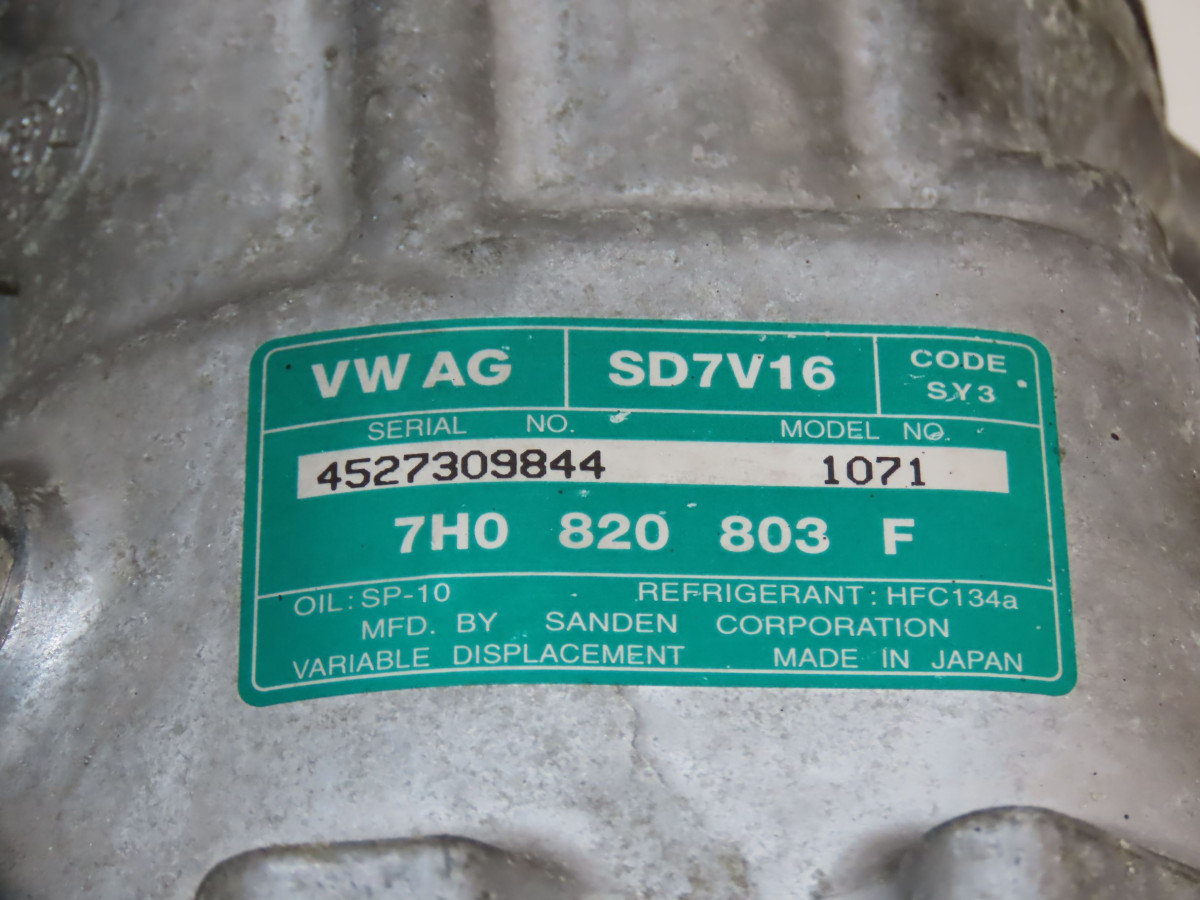 VW AG SD7V16 CODE SY3
SERIAL NO. MODEL NO.
4527309844 1071
7H0 820 803 F
OIL: SP-10 REFRIGERANT: HFC134a
MFD. BY SANDEN CORPORATION
VARIABLE DISPLACEMENT MADE IN JAPAN